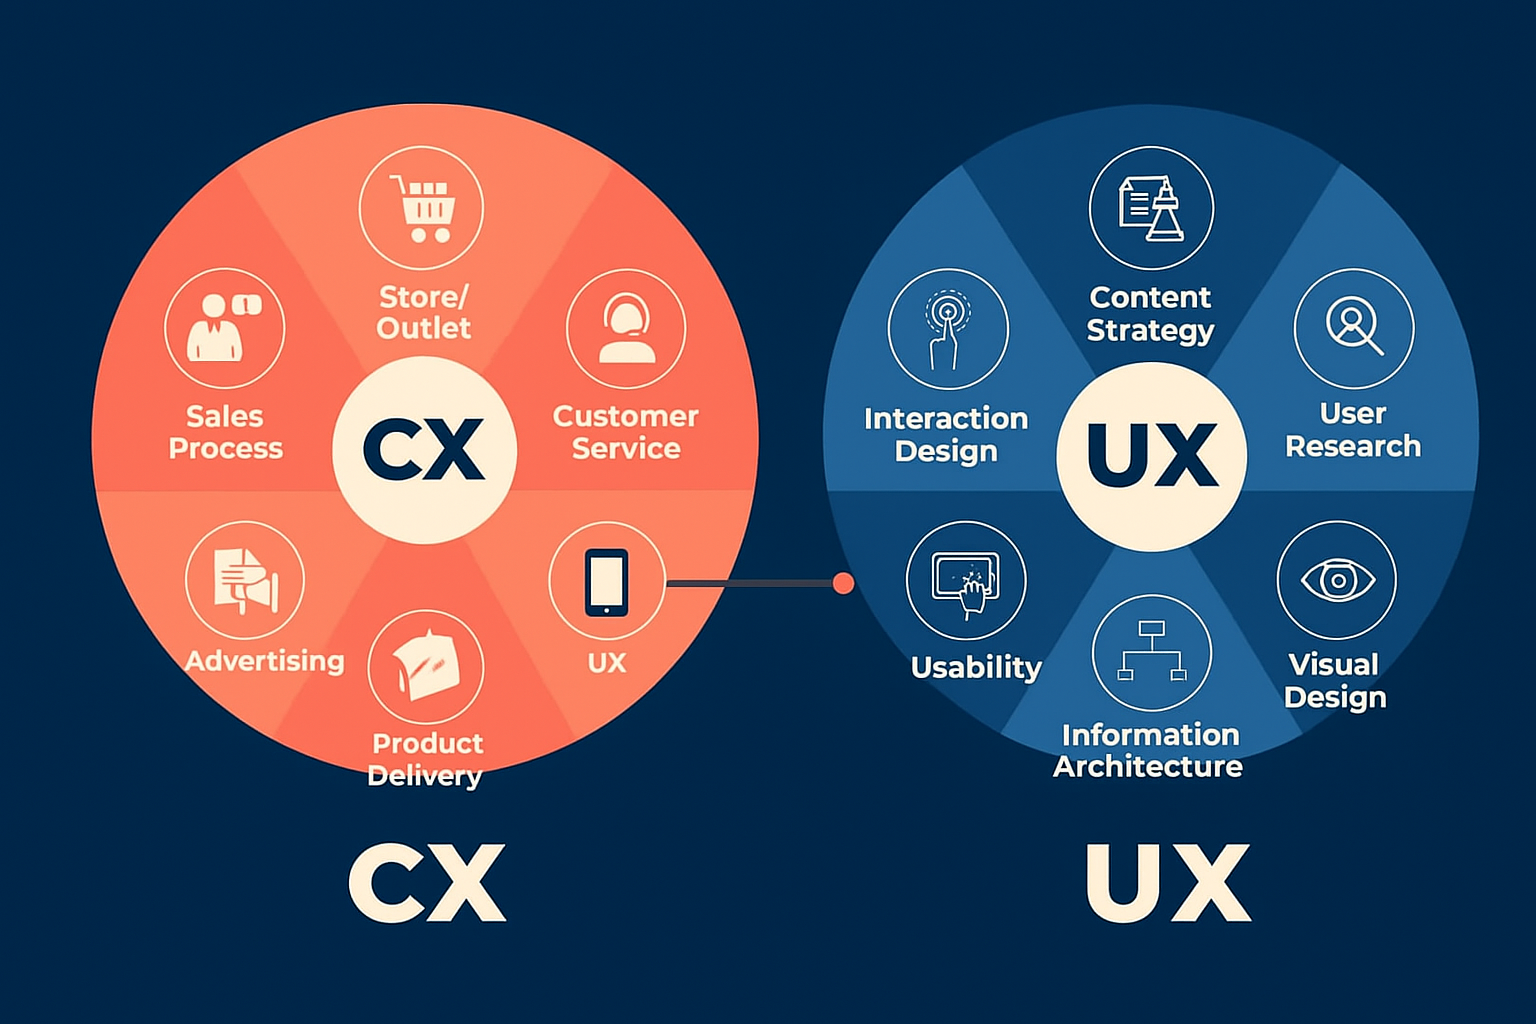 Store/
Outlet
Customer
Service
UX
Product
Delivery
Advertising
Sales
Process
CX
CX
Content
Strategy
User
Research
Visual
Design
Information
Architecture
Usability
Interaction
Design
UX
UX